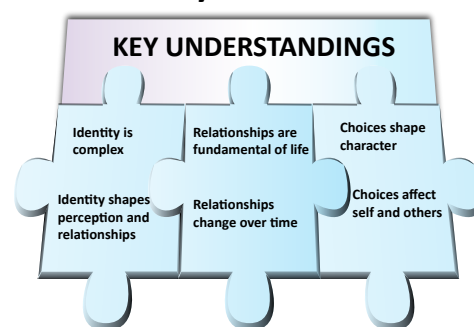 KEY UNDERSTANDINGS
Identity is
complex
Identity shapes
perception and
relationships
Relationships are
fundamental of life
Relationships
change over time
Choices shape
character
Choices affect
self and others